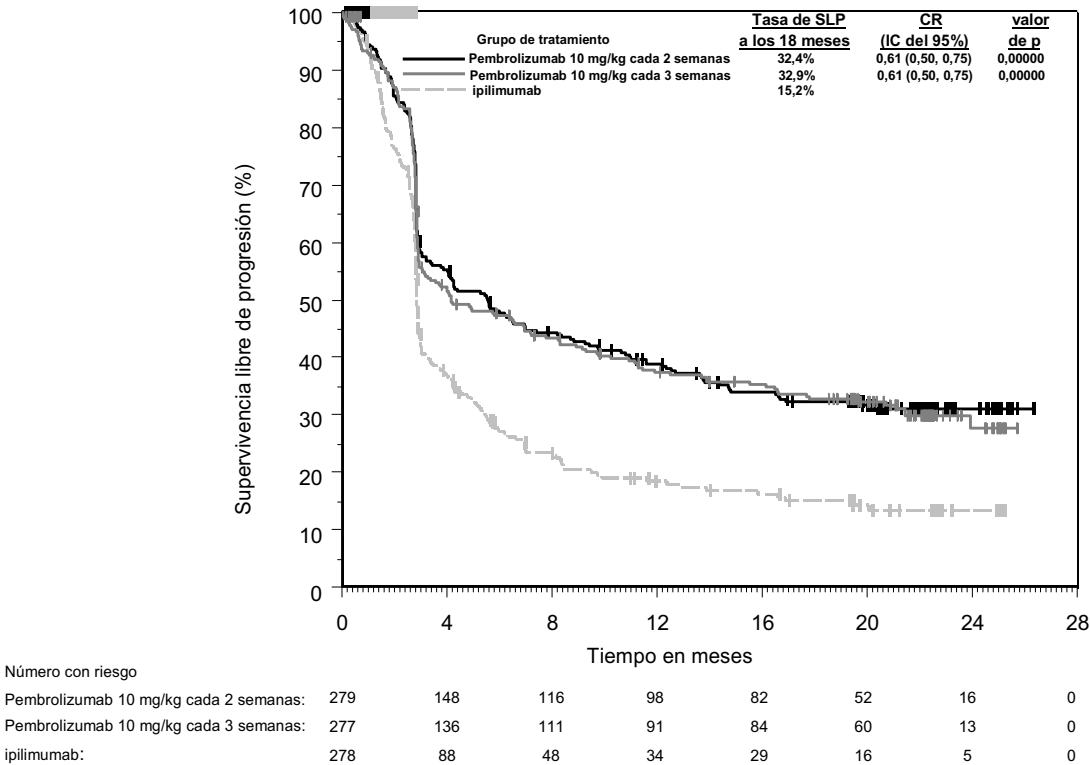 Tasa de SLP CR valor
Grupo de tratamiento a los 18 meses (IC del 95%) de p
Pembrolizumab 10 mg/kg cada 2 semanas 32,4% 0,61 (0,50, 0,75) 0,00000
Pembrolizumab 10 mg/kg cada 3 semanas 32,9% 0,61 (0,50, 0,75) 0,00000
ipilimumab 15,2%
Supervivencia libre de progresión (%)
100
90
80
70
60
50
40
30
20
10
0
0 4 8 12 16 20 24 28
Tiempo en meses
Número con riesgo
Pembrolizumab 10 mg/kg cada 2 semanas: 279 148 116 98 82 52 16 0
Pembrolizumab 10 mg/kg cada 3 semanas: 277 136 111 91 84 60 13 0
ipilimumab: 278 88 48 34 29 16 5 0